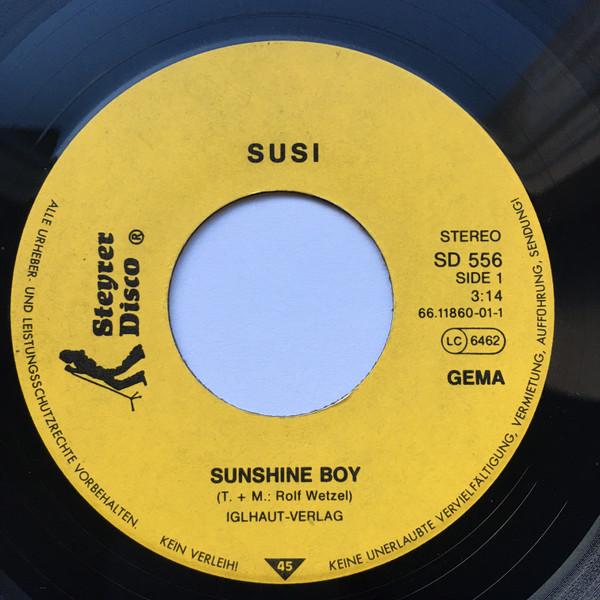 SUSI
Steyrer
Disco ®
STEREO
SD 556
SIDE 1
3:14
66.11860-01-1
LC 6462
GEMA
SUNSHINE BOY
(T. + M.: Rolf Wetzel)
IGLHAUT-VERLAG
ALLE URHEBER- UND LEISTUNGSSCHUTZRECHTE VORBEHALTEN.
KEIN VERLEIH!
45
KEINE UNERLAUBTE VERVIELFÄLTIGUNG, VERMIETUNG, AUFFÜHRUNG, SENDUNG!